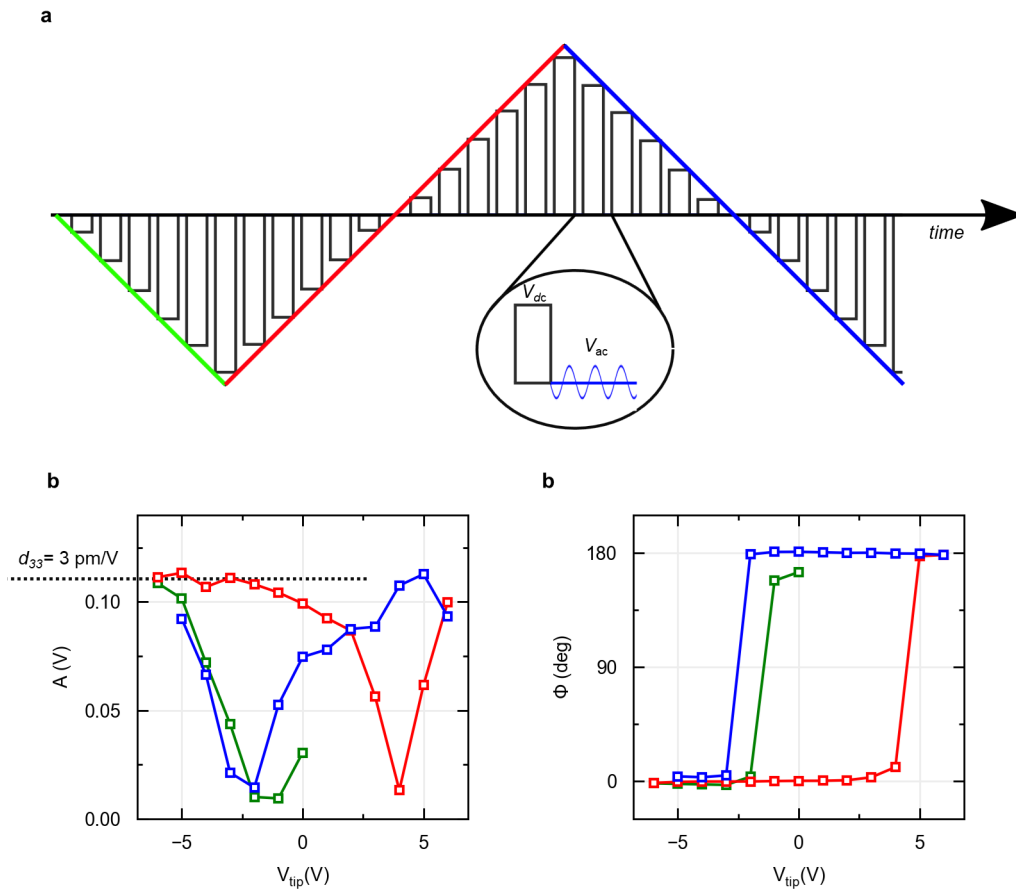 a
time
V_dc
V_ac
b
d_33= 3 pm/V
A (V)
0.10
0.05
0.00
−5
0
5
V_tip(V)
b
Φ (deg)
180
90
0
−5
0
5
V_tip(V)